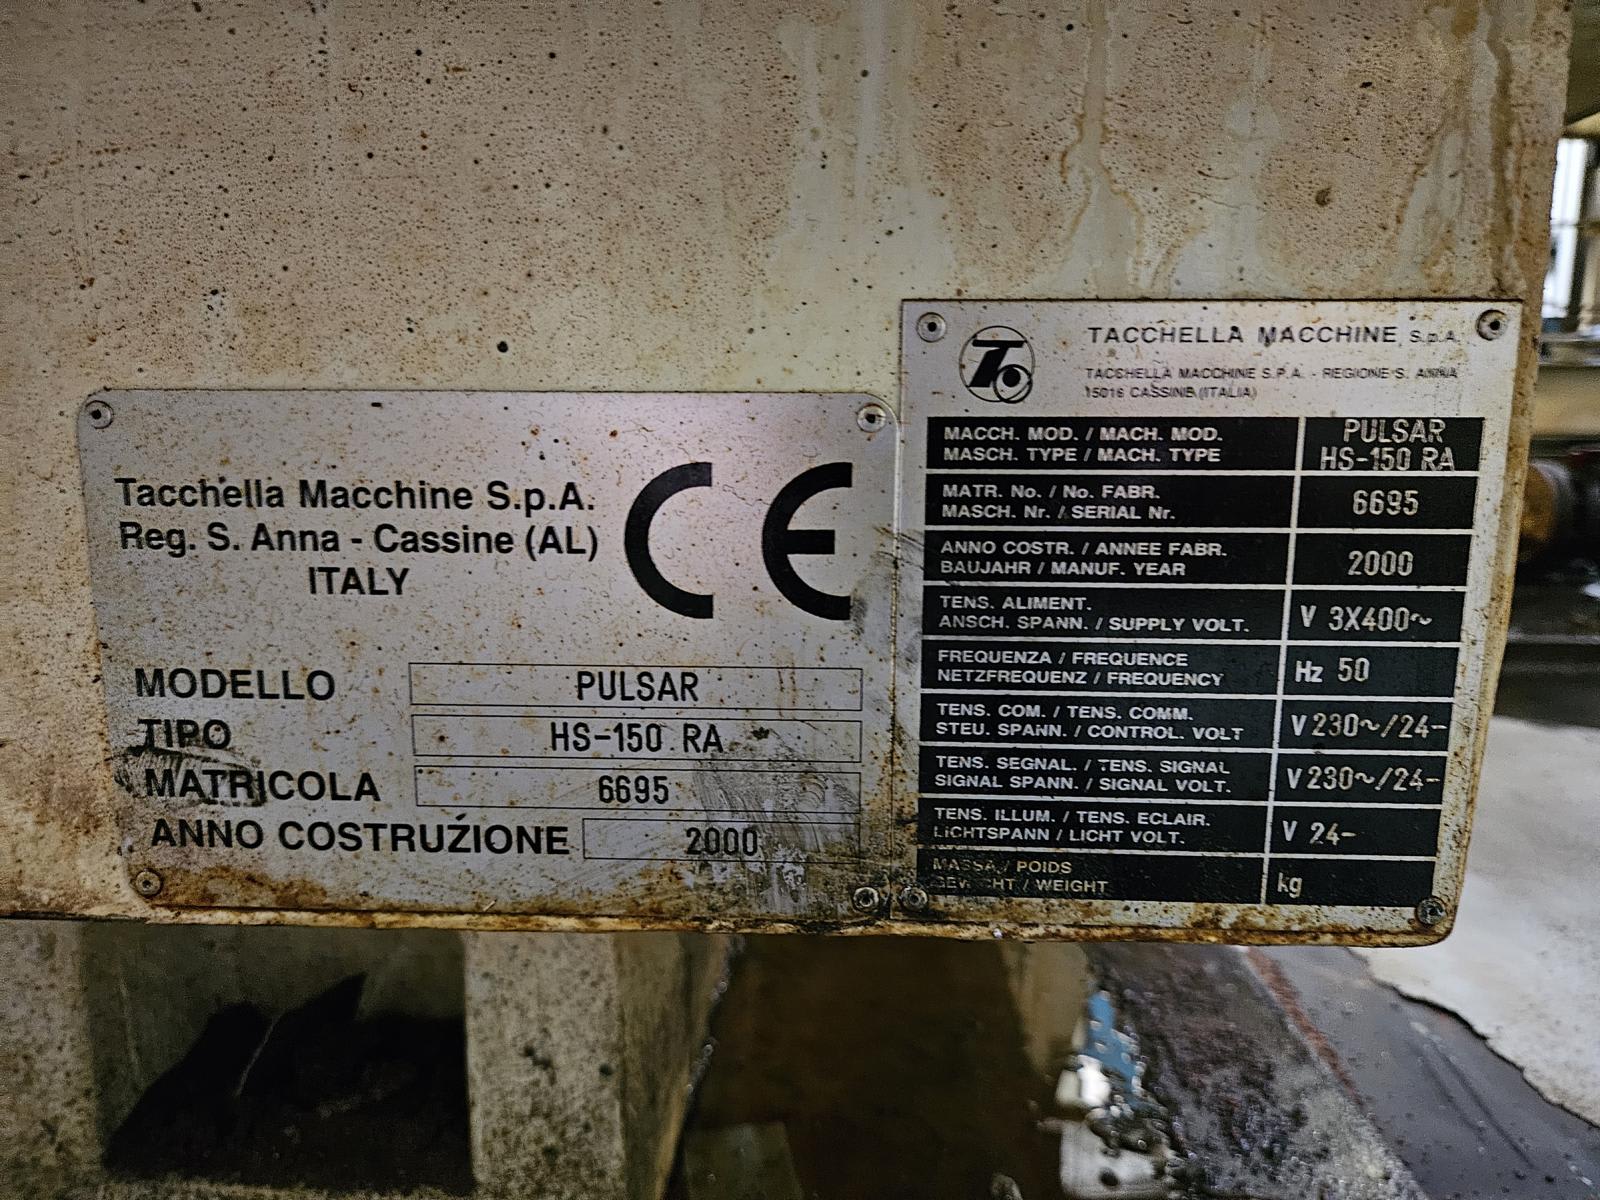 Tacchella Macchine S.p.A.
Reg. S. Anna - Cassine (AL)
ITALY
CE
MODELLO PULSAR
TIPO HS-150 RA
MATRICOLA 6695
ANNO COSTRUZIONE 2000
TACCHELLA MACCHINE S.p.A.
TACCHELLA MACCHINE S.P.A. - REGIONE S. ANNA
15016 CASSINE (ITALIA)
MACCH. MOD. / MACH. MOD. PULSAR
MASCH. TYPE / MACH. TYPE HS-150 RA
MATR. No. / No. FABR. 6695
MASCH. Nr. / SERIAL Nr.
ANNO COSTR. / ANNEE FABR. 2000
BAUJAHR / MANUF. YEAR
TENS. ALIMENT. V 3X400~
ANSCH. SPANN. / SUPPLY VOLT.
FREQUENZA / FREQUENCE Hz 50
NETZFREQUENZ / FREQUENCY
TENS. COM. / TENS. COMM. V 230~/24-
STEU. SPANN. / CONTROL. VOLT
TENS. SEGNAL. / TENS. SIGNAL V 230~/24-
SIGNAL SPANN. / SIGNAL VOLT.
TENS. ILLUM. / TENS. ECLAIR. V 24-
LICHTSPANN / LICHT VOLT.
MASSA / POIDS kg
GEWICHT / WEIGHT